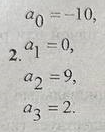 a₀ = −10,
2. a₁ = 0,
a₂ = 9,
a₃ = 2.